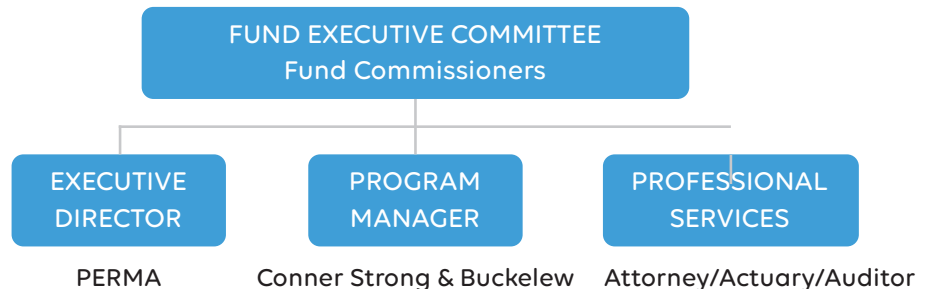 FUND EXECUTIVE COMMITTEE
Fund Commissioners
EXECUTIVE
DIRECTOR
PROGRAM
MANAGER
PROFESSIONAL
SERVICES
PERMA
Conner Strong & Buckelew
Attorney/Actuary/Auditor